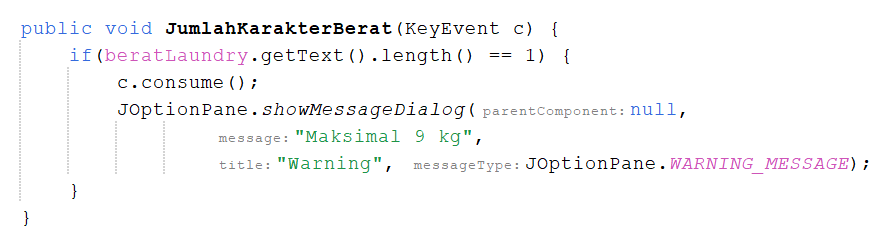 public void JumlahKarakterBerat(KeyEvent c) {
if(beratLaundry.getText().length() == 1) {
c.consume();
JOptionPane.showMessageDialog( parentComponent: null,
message: "Maksimal 9 kg",
title: "Warning", messageType: JOptionPane.WARNING_MESSAGE);
}
}